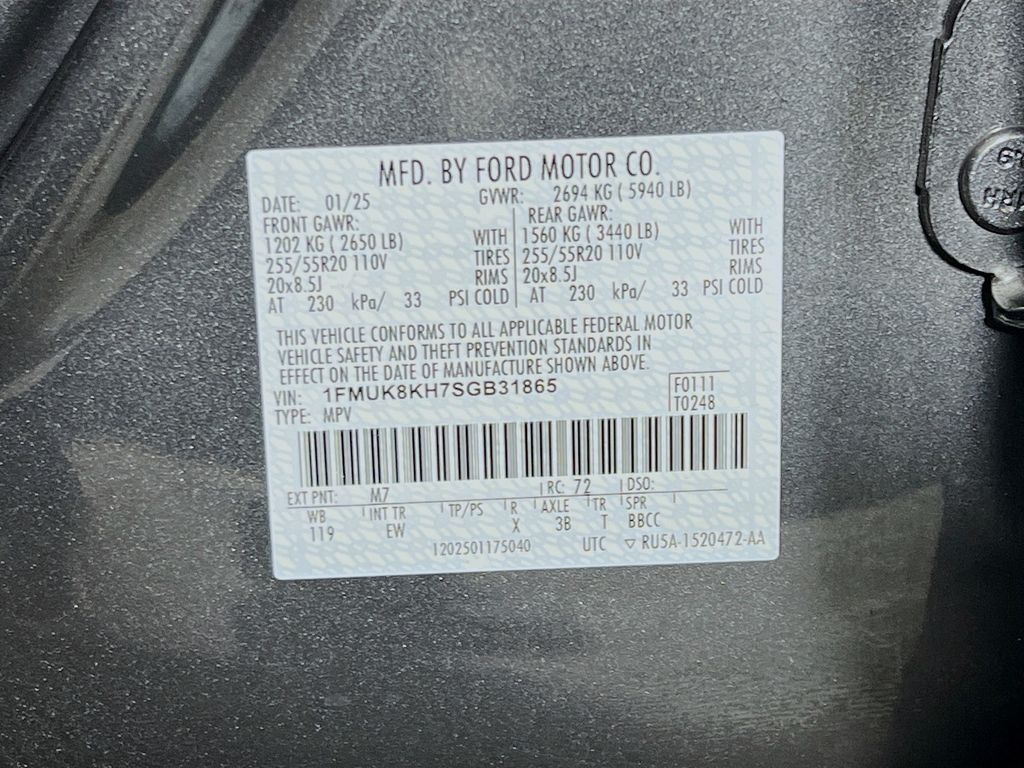 MFD. BY FORD MOTOR CO.
DATE: 01/25 GVWR: 2694 KG ( 5940 LB)
FRONT GAWR: REAR GAWR:
1202 KG ( 2650 LB) WITH 1560 KG ( 3440 LB) WITH
255/55R20 110V TIRES 255/55R20 110V TIRES
20x8.5J RIMS 20x8.5J RIMS
AT 230 kPa/ 33 PSI COLD AT 230 kPa/ 33 PSI COLD
THIS VEHICLE CONFORMS TO ALL APPLICABLE FEDERAL MOTOR
VEHICLE SAFETY AND THEFT PREVENTION STANDARDS IN
EFFECT ON THE DATE OF MANUFACTURE SHOWN ABOVE.
VIN: 1FMUK8KH7SGB31865 F0111
TYPE: MPV T0248
EXT PNT: M7 RC: 72 DSO:
WB INT TR TP/PS R AXLE TR SPR
119 EW X 3B T BBCC
1202501175040 UTC ▽ RU5A-1520472-AA